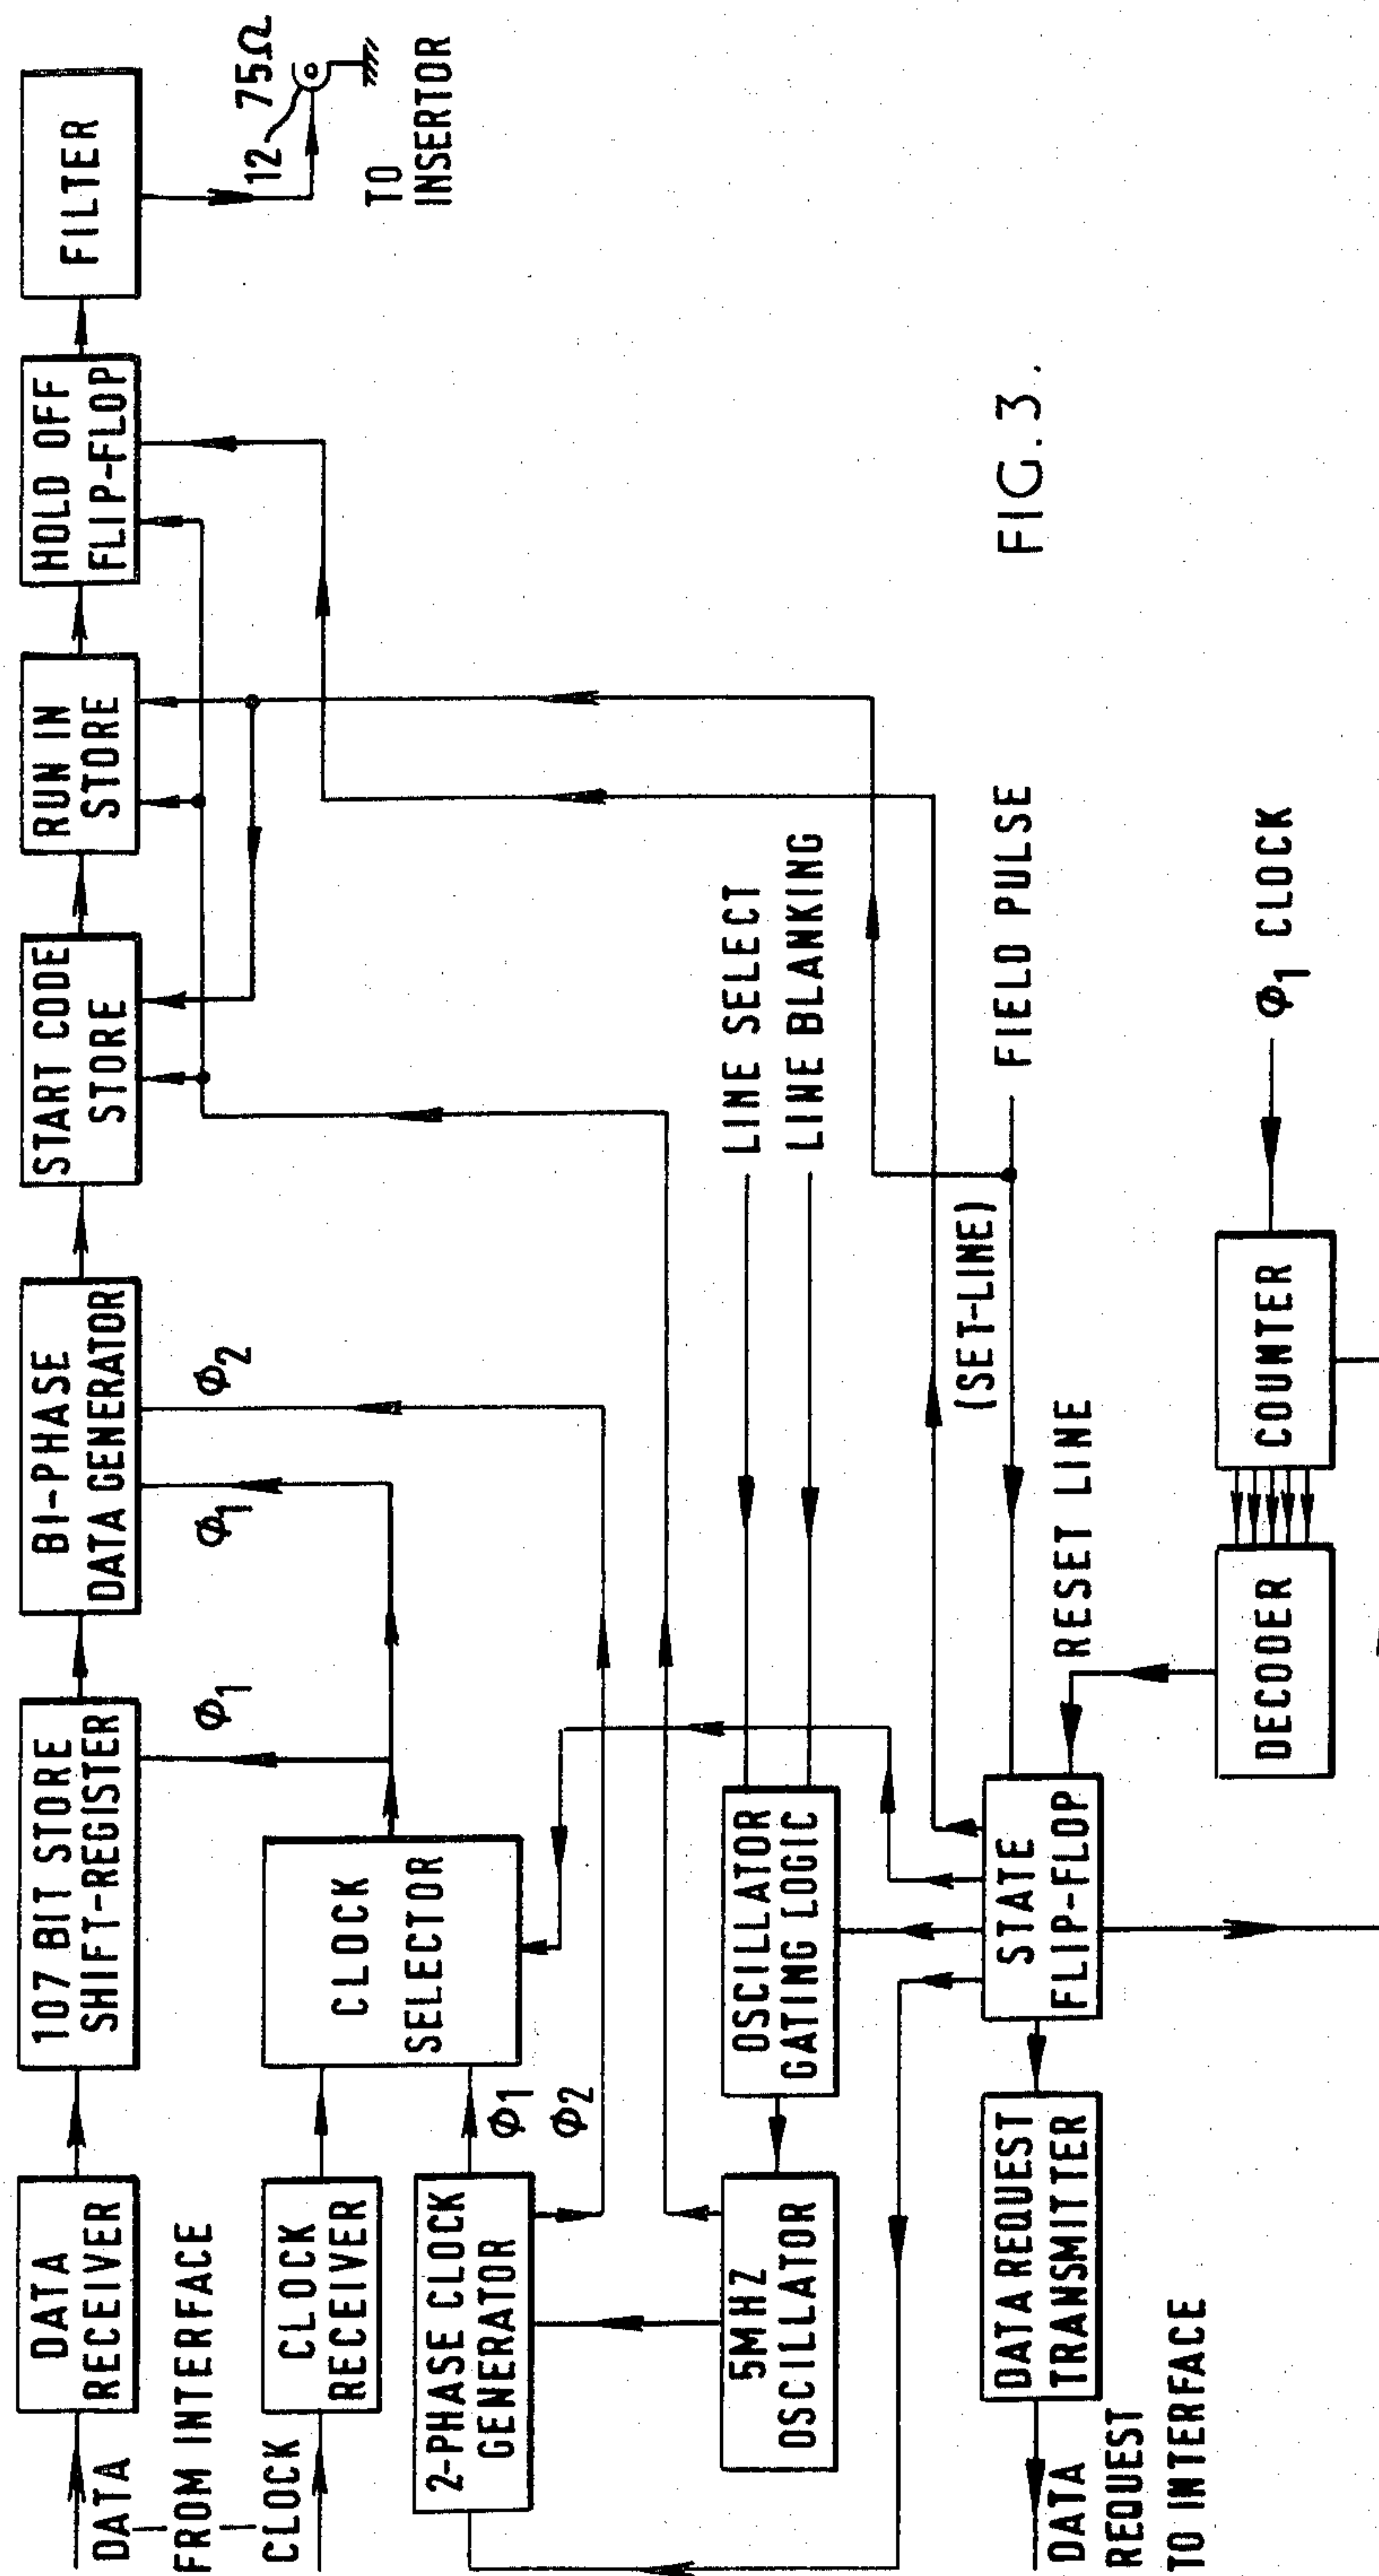 DATA
RECEIVER
107 BIT STORE
SHIFT-REGISTER
BI-PHASE
DATA GENERATOR
START CODE
STORE
RUN IN
STORE
HOLD OFF
FLIP-FLOP
FILTER
DATA
FROM INTERFACE
CLOCK
CLOCK
RECEIVER
CLOCK
SELECTOR
ϕ1
ϕ1
ϕ2
12
75Ω
TO
INSERTOR
2-PHASE CLOCK
GENERATOR
ϕ1
ϕ2
5MHZ
OSCILLATOR
OSCILLATOR
GATING LOGIC
LINE SELECT
LINE BLANKING
(SET-LINE)
FIELD PULSE
FIG. 3.
DATA REQUEST
TRANSMITTER
STATE
FLIP-FLOP
RESET LINE
DATA
REQUEST
TO INTERFACE
DECODER
COUNTER
ϕ1 CLOCK